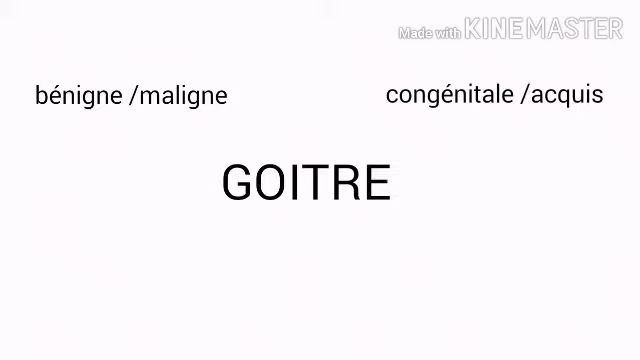 Made with KINEMASTER
bénigne /maligne
congénitale /acquis
GOITRE